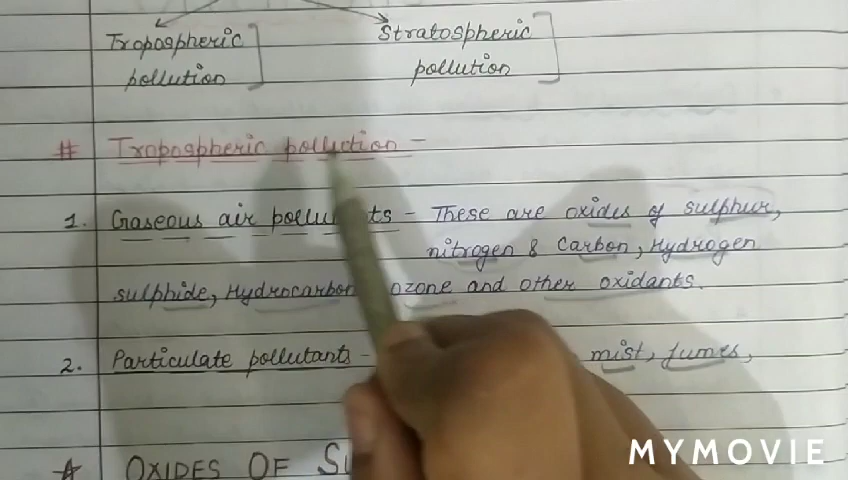 Tropospheric Stratospheric
pollution pollution
# Tropospheric pollution -
1. Gaseous air pollu ts - These are oxides of sulphur,
nitrogen & Carbon, Hydrogen
sulphide, Hydrocarbon ozone and other oxidants.
2. Particulate pollutants - mist, fumes,
OXIDES OF
MYMOVIE